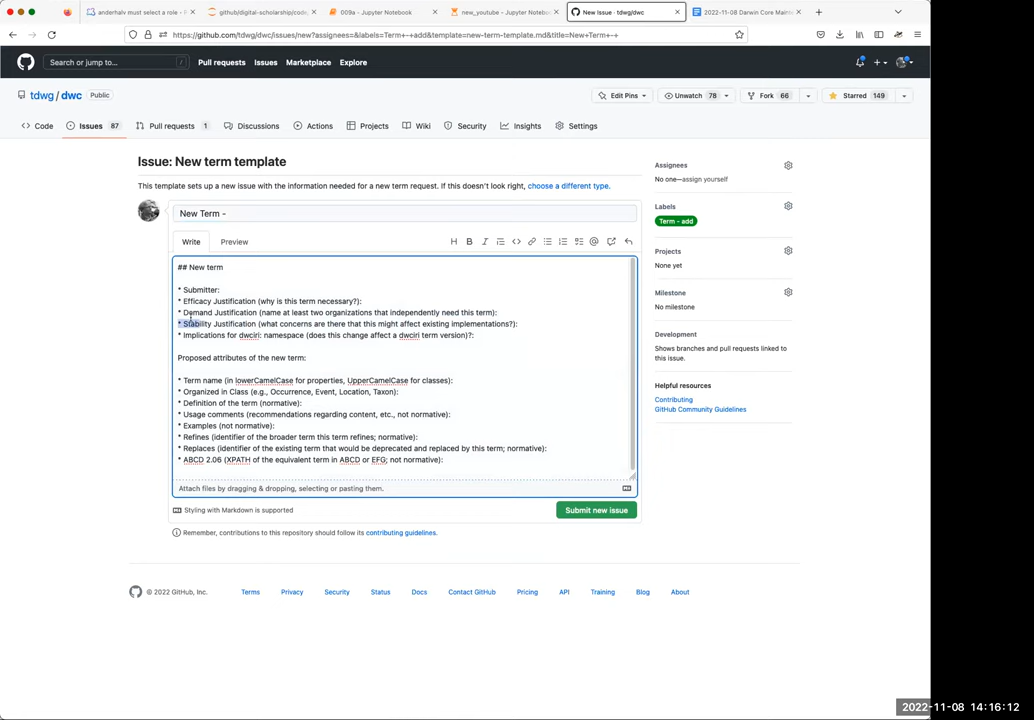 anderhalv must select a role - F
github/digital-scholarship/code
009a - Jupyter Notebook
new_youtube - Jupyter Noteboo
New Issue · tdwg/dwc
2022-11-08 Darwin Core Maint
https://github.com/tdwg/dwc/issues/new?assignees=&labels=Term+-+add&template=new-term-template.md&title=New+Term+-+
Search or jump to...
/
Pull requests
Issues
Marketplace
Explore
tdwg / dwc
Public
Edit Pins
Unwatch 78
Fork 66
Starred 149
Code
Issues 87
Pull requests 1
Discussions
Actions
Projects
Wiki
Security
Insights
Settings
Issue: New term template
This template sets up a new issue with the information needed for a new term request. If this doesn't look right, choose a different type.
New Term -
Write
Preview
## New term
* Submitter:
* Efficacy Justification (why is this term necessary?):
* Demand Justification (name at least two organizations that independently need this term):
* Stability Justification (what concerns are there that this might affect existing implementations?):
* Implications for dwciri: namespace (does this change affect a dwciri term version)?:
Proposed attributes of the new term:
* Term name (in lowerCamelCase for properties, UpperCamelCase for classes):
* Organized in Class (e.g., Occurrence, Event, Location, Taxon):
* Definition of the term (normative):
* Usage comments (recommendations regarding content, etc., not normative):
* Examples (not normative):
* Refines (identifier of the broader term this term refines; normative):
* Replaces (identifier of the existing term that would be deprecated and replaced by this term; normative):
* ABCD 2.06 (XPATH of the equivalent term in ABCD or EFG; not normative):
Attach files by dragging & dropping, selecting or pasting them.
Styling with Markdown is supported
Submit new issue
Remember, contributions to this repository should follow its contributing guidelines.
Assignees
No one—assign yourself
Labels
Term - add
Projects
None yet
Milestone
No milestone
Development
Shows branches and pull requests linked to
this issue.
Helpful resources
Contributing
GitHub Community Guidelines
© 2022 GitHub, Inc.
Terms
Privacy
Security
Status
Docs
Contact GitHub
Pricing
API
Training
Blog
About
2022-11-08 14:16:12